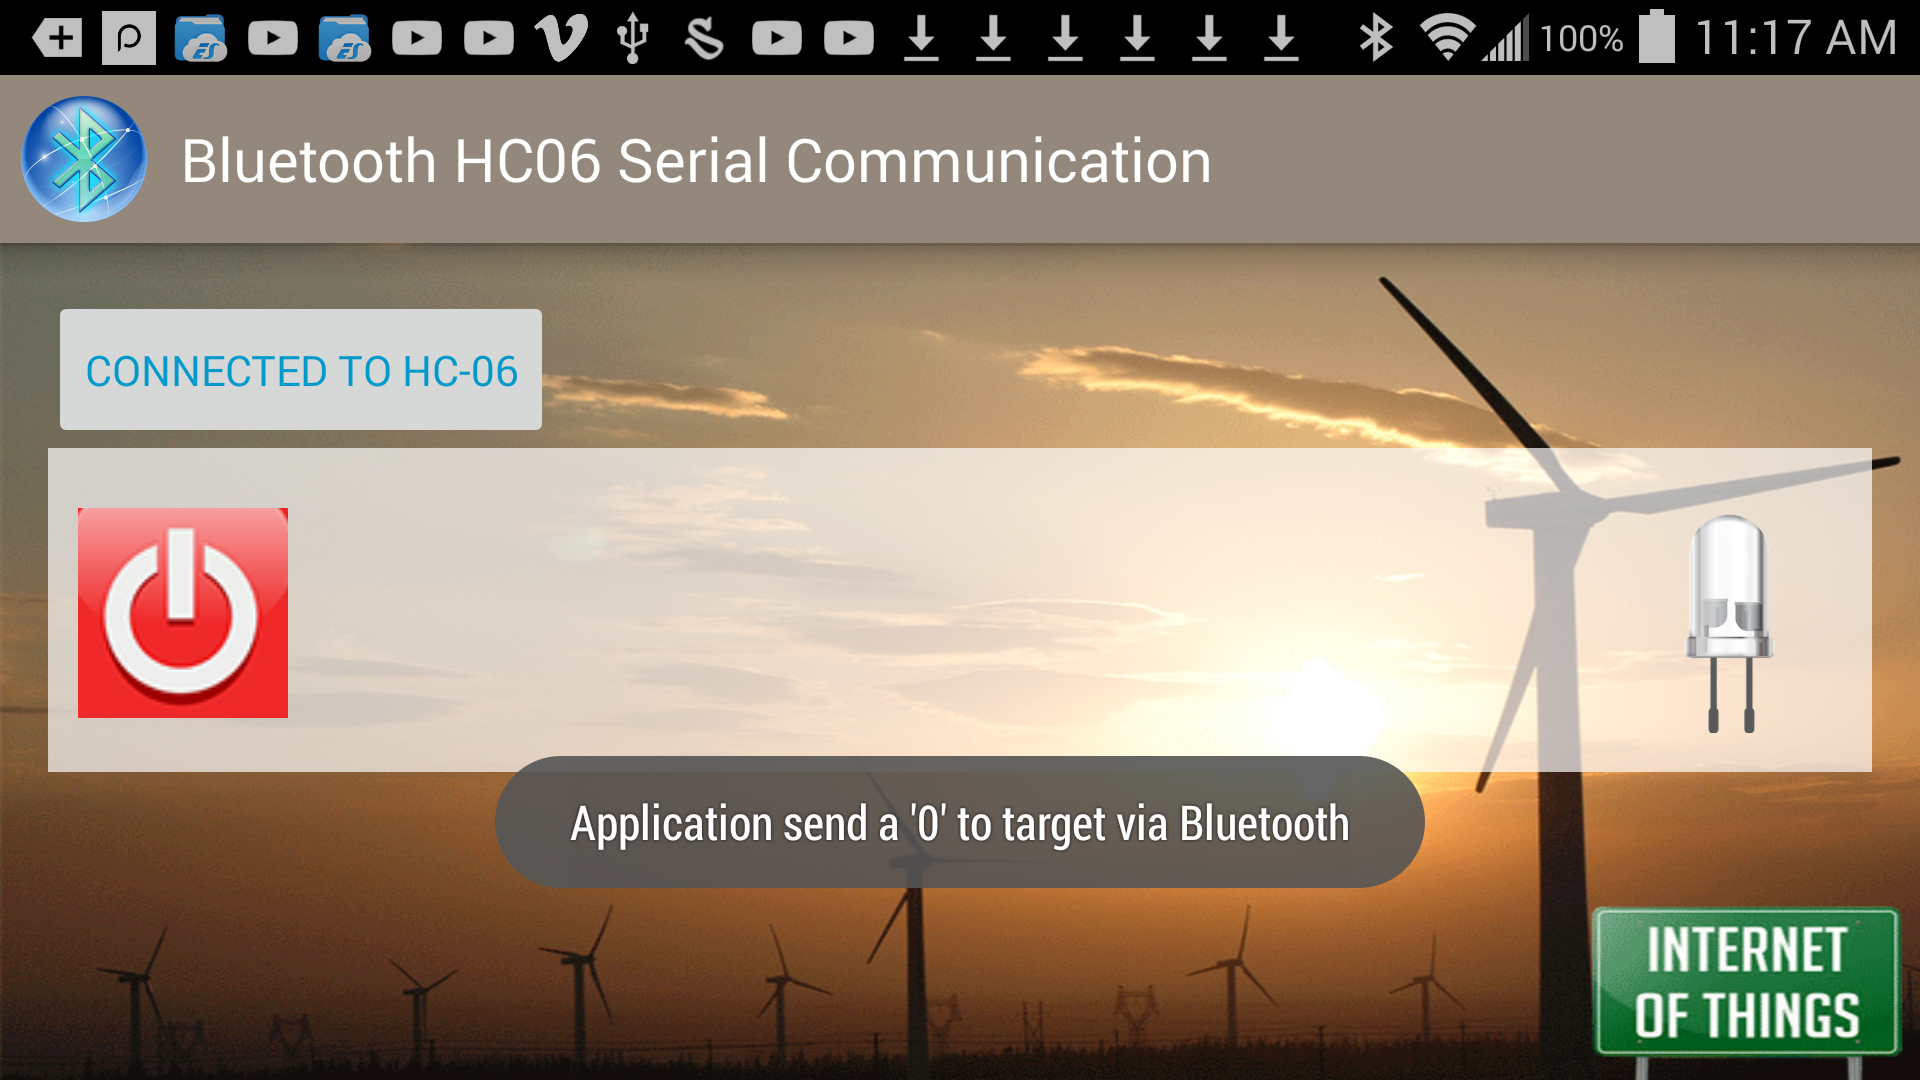 100% 11:17 AM
Bluetooth HC06 Serial Communication
CONNECTED TO HC-06
Application send a '0' to target via Bluetooth
INTERNET
OF THINGS